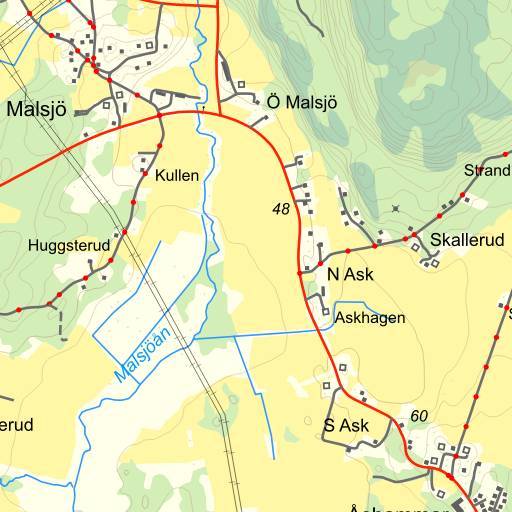 Malsjö
Ö Malsjö
Strand
Kullen
48
Skallerud
Huggsterud
N Ask
Askhagen
Malsjöån
60
S Ask
erud